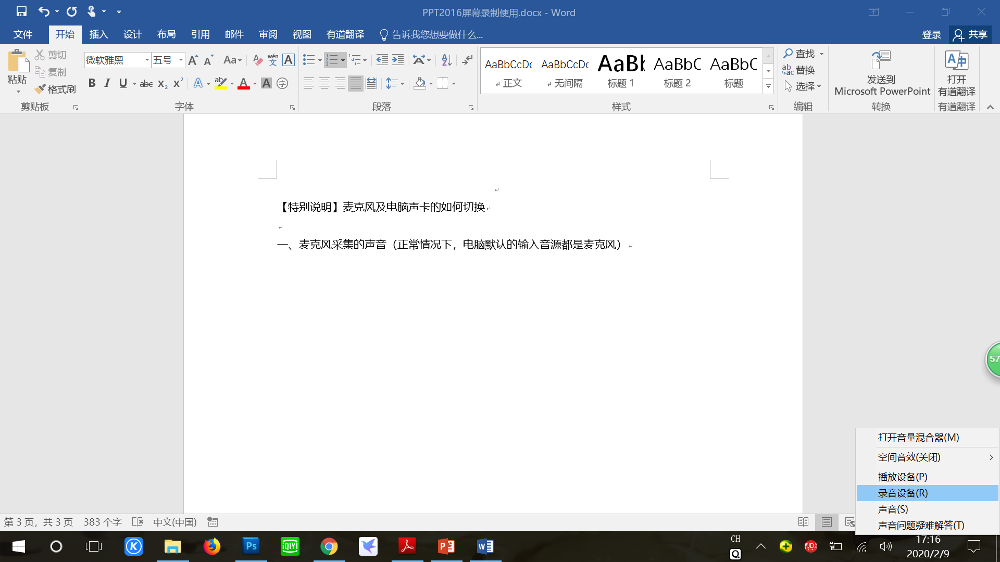 PPT2016屏幕录制使用.docx - Word
文件 开始 插入 设计 布局 引用 邮件 审阅 视图 有道翻译 告诉我您想要做什么... 登录 共享
粘贴 剪切 复制 格式刷 剪贴板
微软雅黑 五号 字体
段落
AaBbCcDc AaBbCcDc AaBl AaBbC AaBbC
正文 无间隔 标题 1 标题 2 标题
样式
查找 替换 选择 编辑
发送到
Microsoft PowerPoint
转换
打开
有道翻译
有道翻译
【特别说明】麦克风及电脑声卡的如何切换
一、麦克风采集的声音（正常情况下，电脑默认的输入音源都是麦克风）
57
打开音量混合器(M)
空间音效(关闭)
播放设备(P)
录音设备(R)
声音(S)
声音问题疑难解答(T)
第 3 页，共 3 页 383 个字 中文(中国)
CH
17:16
2020/2/9